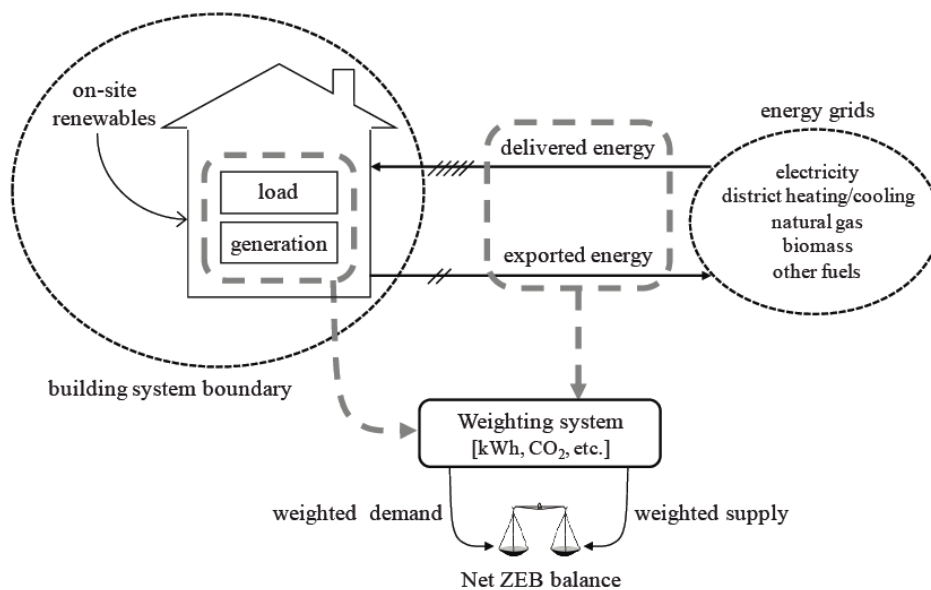 on-site
renewables
load
generation
building system boundary
delivered energy
exported energy
energy grids
electricity
district heating/cooling
natural gas
biomass
other fuels
Weighting system
[kWh, CO₂, etc.]
weighted demand
weighted supply
Net ZEB balance